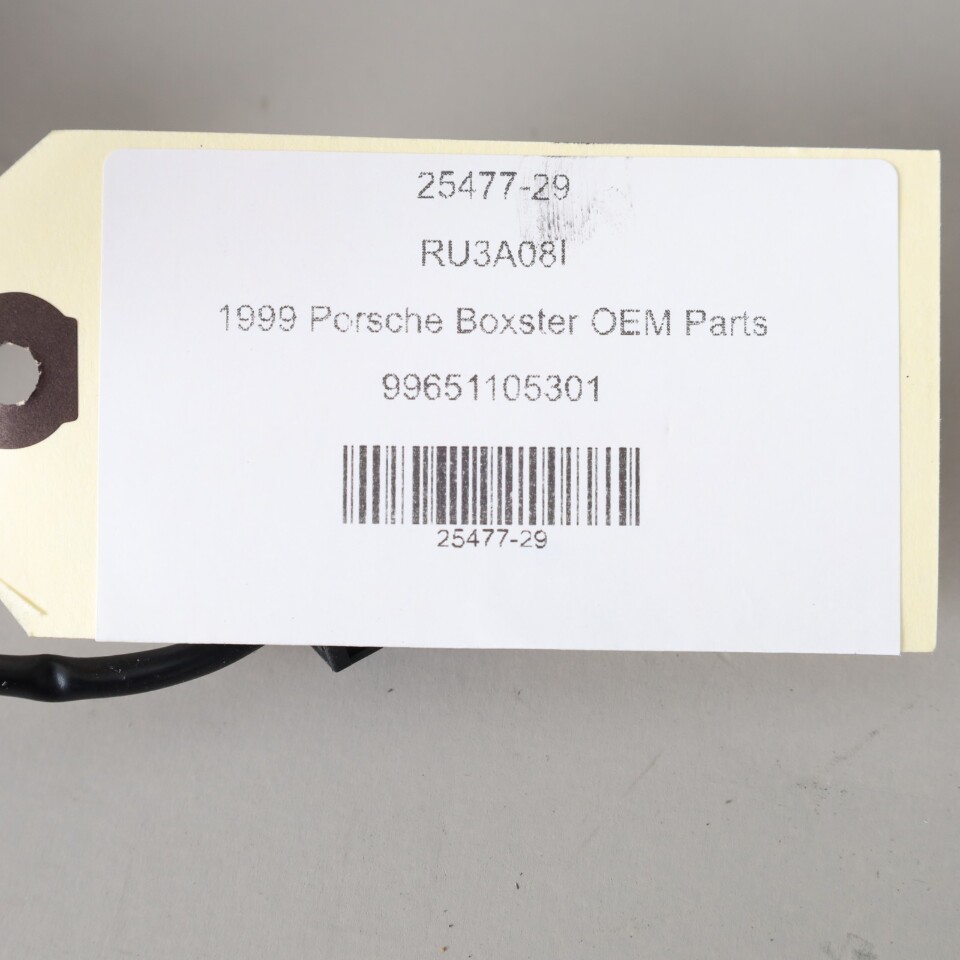 25477-29
RU3A08I
1999 Porsche Boxster OEM Parts
99651105301
25477-29